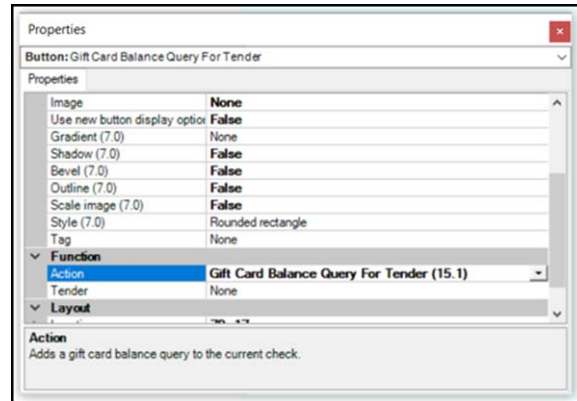 Properties
Button: Gift Card Balance Query For Tender
Properties
Image None
Use new button display option False
Gradient (7.0) None
Shadow (7.0) False
Bevel (7.0) False
Outline (7.0) False
Scale image (7.0) False
Style (7.0) Rounded rectangle
Tag None
Function
Action Gift Card Balance Query For Tender (15.1)
Tender None
Layout
Action
Adds a gift card balance query to the current check.